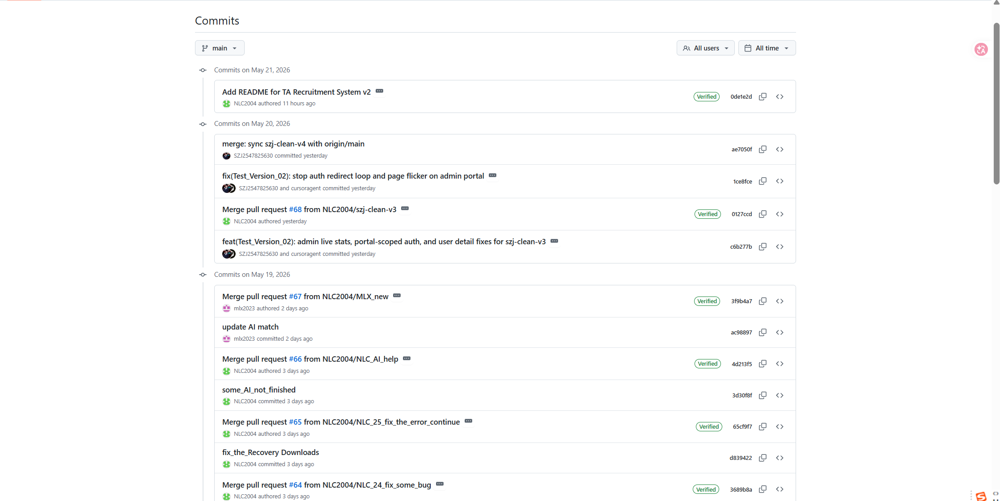 Commits
main
All users
All time
Commits on May 21, 2026
Add README for TA Recruitment System v2
Verified
0de1e2d
NLC2004 authored 11 hours ago
Commits on May 20, 2026
merge: sync szj-clean-v4 with origin/main
ae7050f
SZJ2547825630 committed yesterday
fix(Test_Version_02): stop auth redirect loop and page flicker on admin portal
1ce8fce
SZJ2547825630 and cursoragent committed yesterday
Merge pull request #68 from NLC2004/szj-clean-v3
Verified
0127ccd
NLC2004 authored yesterday
feat(Test_Version_02): admin live stats, portal-scoped auth, and user detail fixes for szj-clean-v3
c6b277b
SZJ2547825630 and cursoragent committed yesterday
Commits on May 19, 2026
Merge pull request #67 from NLC2004/MLX_new
Verified
3f9b4a7
mlx2023 authored 2 days ago
update AI match
ac98897
mlx2023 committed 2 days ago
Merge pull request #66 from NLC2004/NLC_AI_help
Verified
4d213f5
NLC2004 authored 3 days ago
some_AI_not_finished
3d30f8f
NLC2004 committed 3 days ago
Merge pull request #65 from NLC2004/NLC_25_fix_the_error_continue
Verified
65cf9f7
NLC2004 authored 3 days ago
fix_the_Recovery Downloads
d839422
NLC2004 committed 3 days ago
Merge pull request #64 from NLC2004/NLC_24_fix_some_bug
Verified
3689b8a
NLC2004 authored 3 days ago